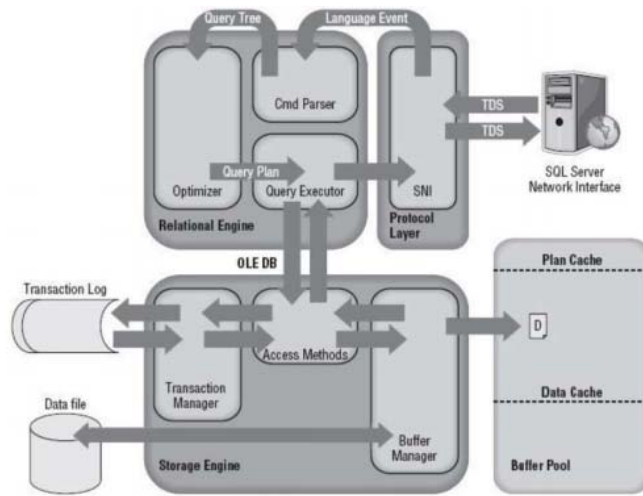 Query Tree
Language Event
Cmd Parser
TDS
TDS
SQL Server
Network Interface
Query Plan
Optimizer
Query Executor
SNI
Relational Engine
Protocol
Layer
OLE DB
Plan Cache
Transaction Log
D
Access Methods
Transaction
Manager
Data file
Data Cache
Buffer
Manager
Storage Engine
Buffer Pool